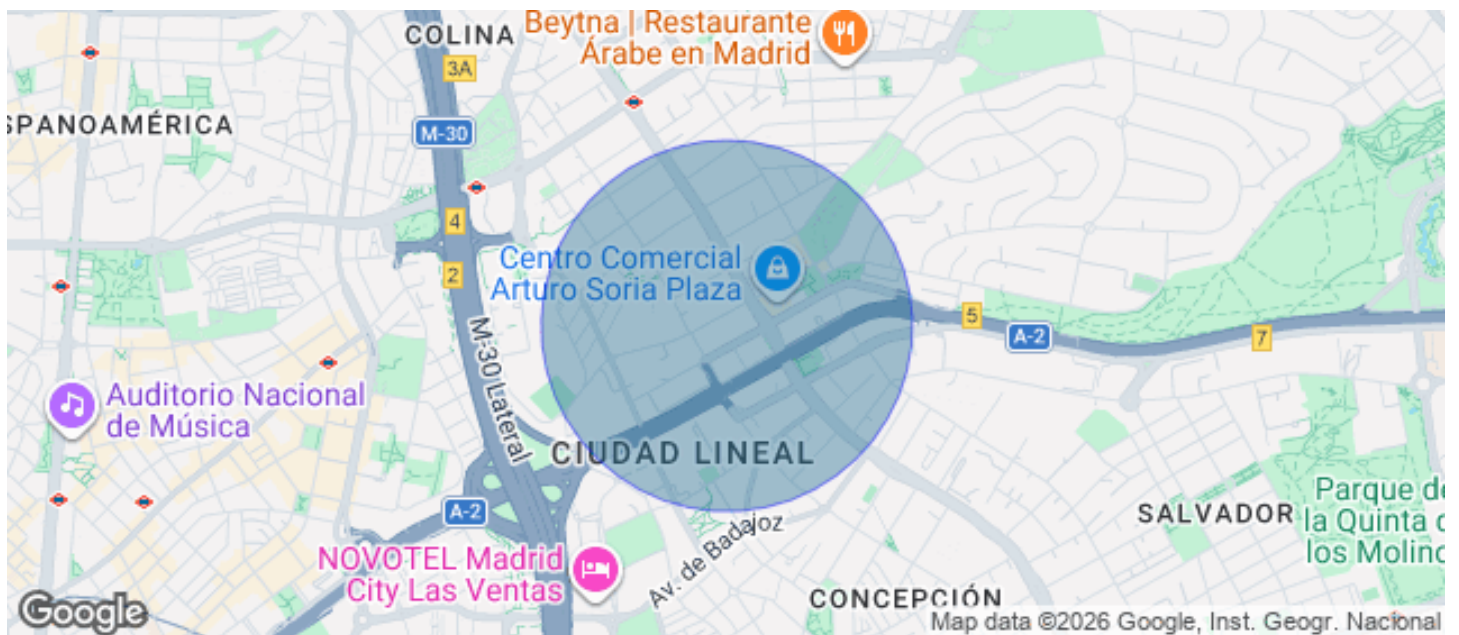 COLINA
Beytna | Restaurante
Árabe en Madrid
3A
SPANOAMÉRICA
M-30
4
2
Centro Comercial
Arturo Soria Plaza
M-30 Lateral
5
A-2
7
Auditorio Nacional
de Música
CIUDAD LINEAL
A-2
Av. de Badajoz
SALVADOR
Parque de
la Quinta d
los Molino
NOVOTEL Madrid
City Las Ventas
CONCEPCIÓN
Google
Map data ©2026 Google, Inst. Geogr. Nacional